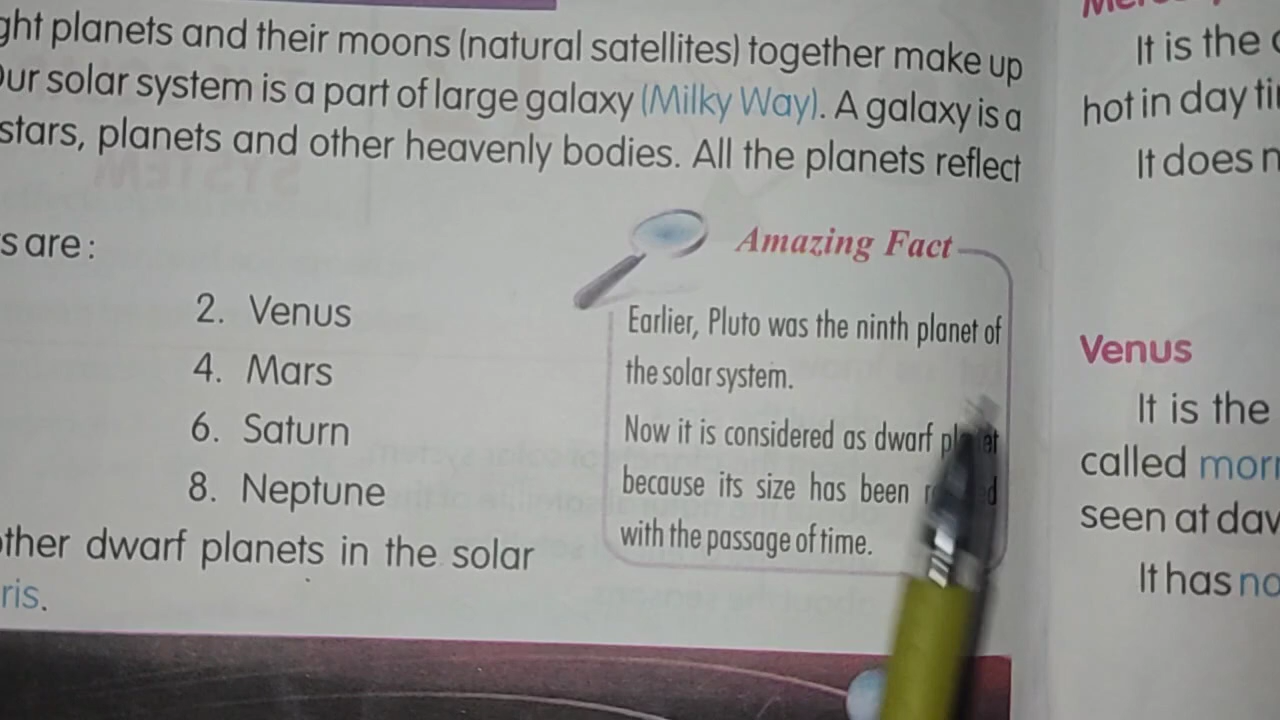 ght planets and their moons (natural satellites) together make up
Our solar system is a part of large galaxy (Milky Way). A galaxy is a
stars, planets and other heavenly bodies. All the planets reflect
s are :
2. Venus
4. Mars
6. Saturn
8. Neptune
ther dwarf planets in the solar
ris.
Amazing Fact
Earlier, Pluto was the ninth planet of
the solar system.
Now it is considered as dwarf planet
because its size has been
with the passage of time.
It is the
hot in day ti
It does n
Venus
It is the
called mor
seen at daw
It has no